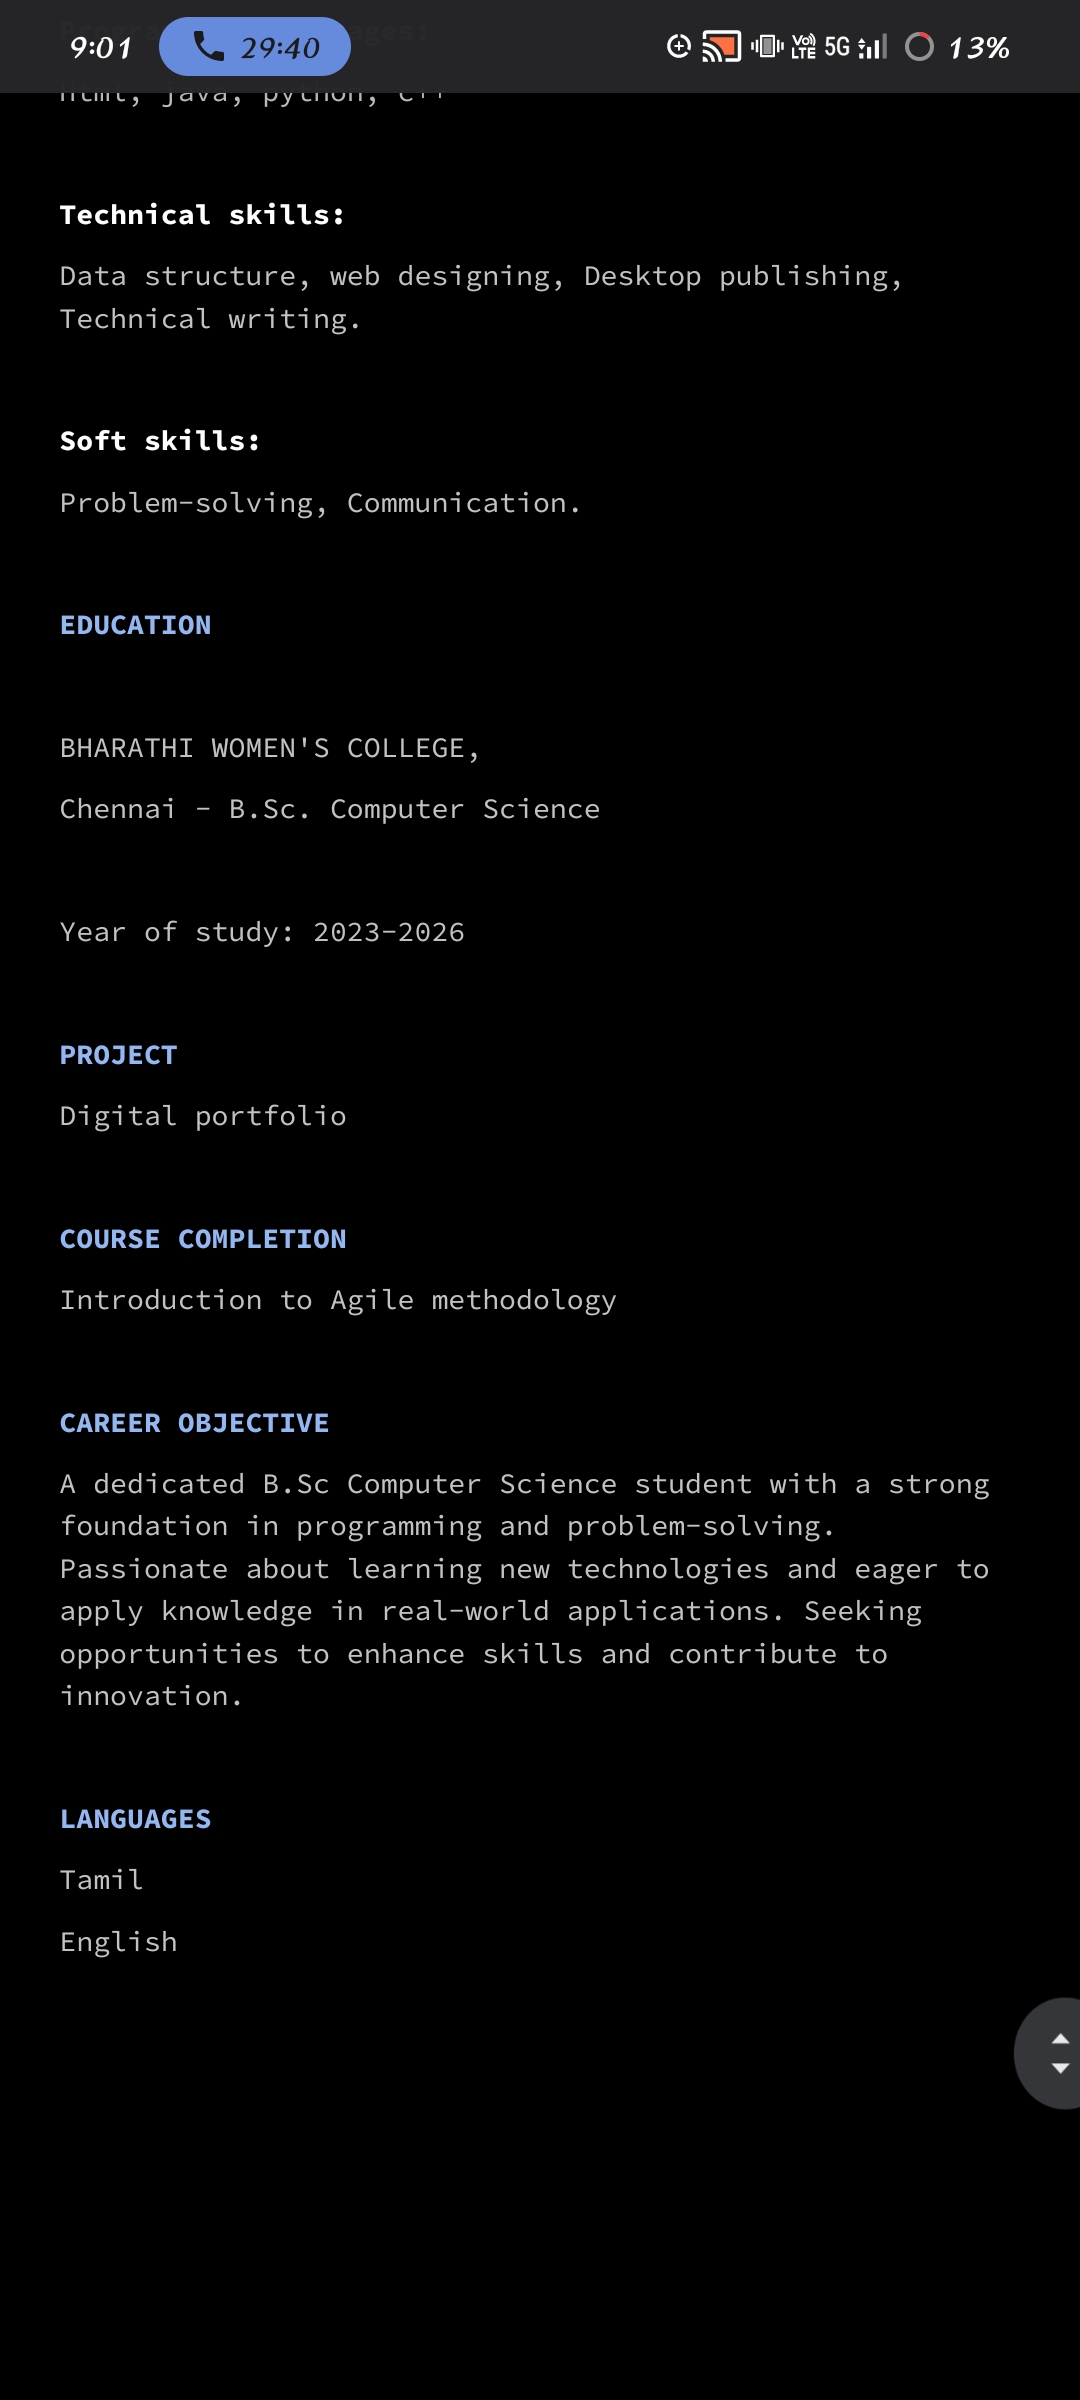 9:01 29:40 Vo)) LTE 5G 13%
html, java, python, c++
Technical skills:
Data structure, web designing, Desktop publishing,
Technical writing.
Soft skills:
Problem-solving, Communication.
EDUCATION
BHARATHI WOMEN'S COLLEGE,
Chennai - B.Sc. Computer Science
Year of study: 2023-2026
PROJECT
Digital portfolio
COURSE COMPLETION
Introduction to Agile methodology
CAREER OBJECTIVE
A dedicated B.Sc Computer Science student with a strong
foundation in programming and problem-solving.
Passionate about learning new technologies and eager to
apply knowledge in real-world applications. Seeking
opportunities to enhance skills and contribute to
innovation.
LANGUAGES
Tamil
English